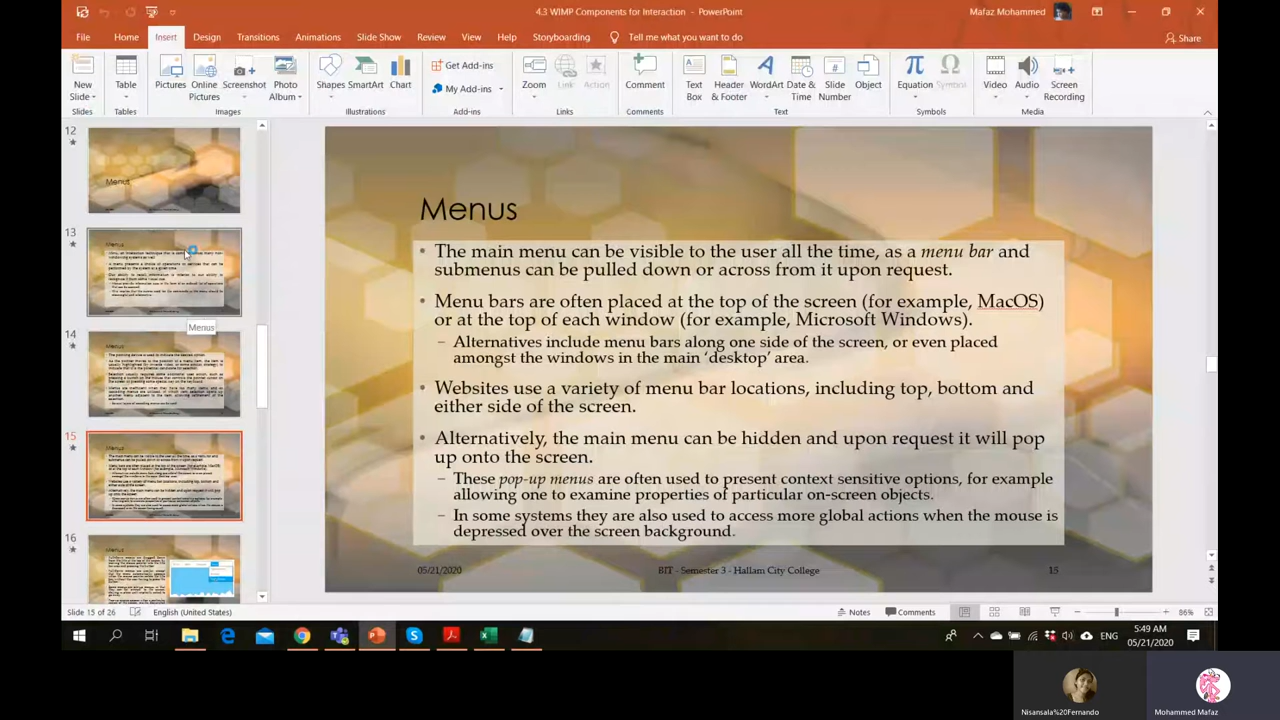 4.3 WIMP Components for Interaction - PowerPoint
Mafaz Mohammed
File Home Insert Design Transitions Animations Slide Show Review View Help Storyboarding Tell me what you want to do
Share
New Slide Table Pictures Online Pictures Screenshot Photo Album Shapes SmartArt Chart Get Add-ins My Add-ins Zoom Link Action Comment Text Box Header & Footer WordArt Date & Time Slide Number Object Equation Symbol Video Audio Screen Recording
Slides Tables Images Illustrations Add-ins Links Comments Text Symbols Media
12
Menus
13
Menus
Menus
14
Menus
15
Menus
16
Menus
Menus
• The main menu can be visible to the user all the time, as a menu bar and
submenus can be pulled down or across from it upon request.
• Menu bars are often placed at the top of the screen (for example, MacOS)
or at the top of each window (for example, Microsoft Windows).
– Alternatives include menu bars along one side of the screen, or even placed
amongst the windows in the main ‘desktop’ area.
• Websites use a variety of menu bar locations, including top, bottom and
either side of the screen.
• Alternatively, the main menu can be hidden and upon request it will pop
up onto the screen.
– These pop-up menus are often used to present context-sensitive options, for example
allowing one to examine properties of particular on-screen objects.
– In some systems they are also used to access more global actions when the mouse is
depressed over the screen background.
05/21/2020 BIT - Semester 3 - Hallam City College 15
Slide 15 of 26 English (United States) Notes Comments 86%
ENG
5:49 AM
05/21/2020
Nisansala%20Fernando
Mohammed Mafaz